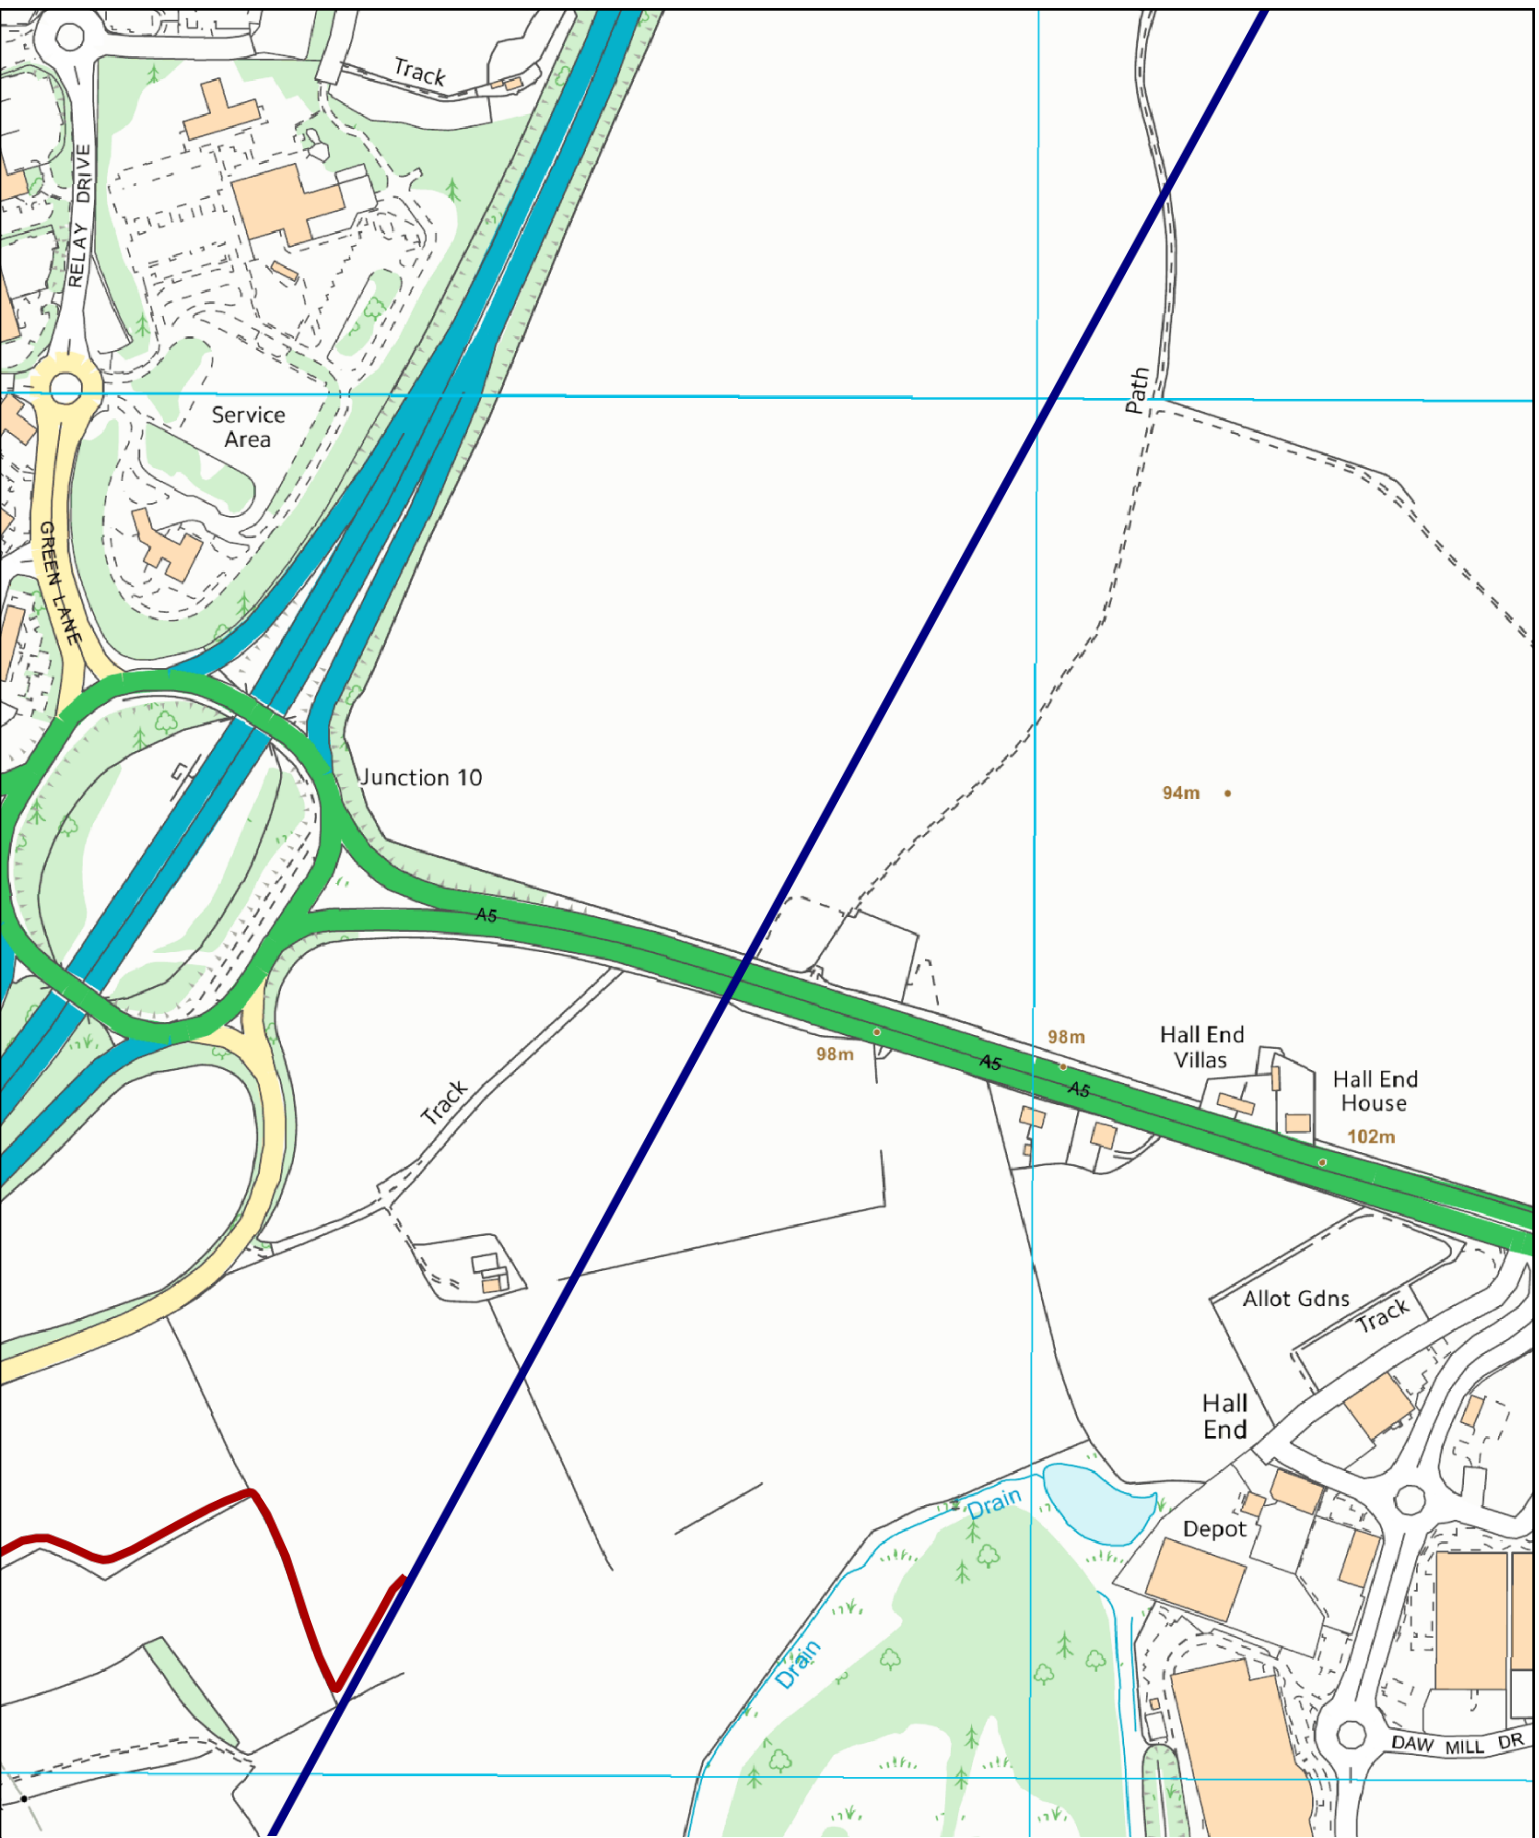 Track
RELAY DRIVE
Service
Area
Path
GREEN LANE
Junction 10
94m
A5
98m
A5
98m
A5
Hall End
Villas
Hall End
House
102m
Track
Allot Gdns
Track
Hall
End
Drain
Depot
Drain
DAW MILL DR